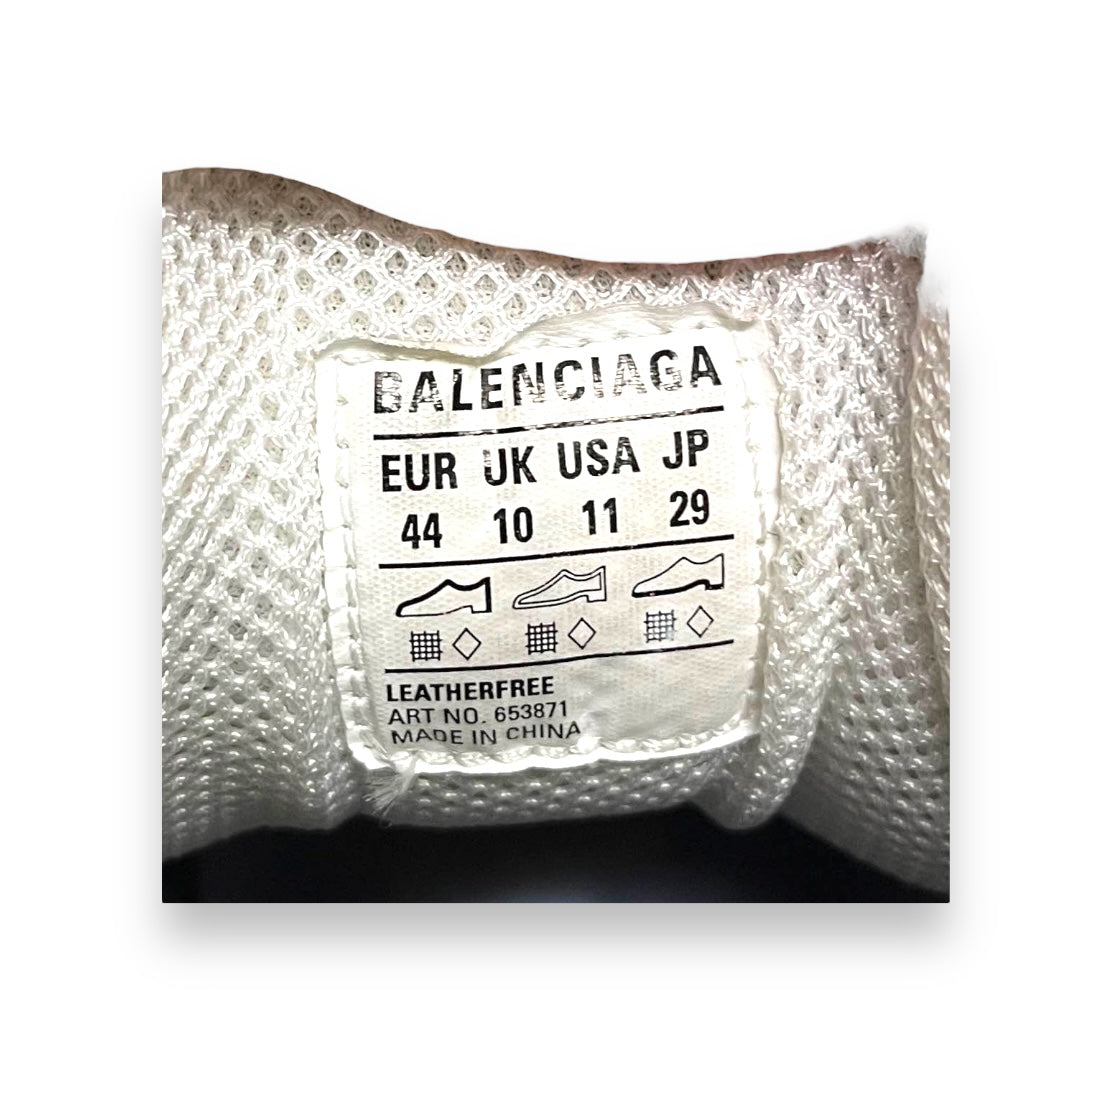 BALENCIAGA
EUR UK USA JP
44 10 11 29
LEATHERFREE
ART NO. 653871
MADE IN CHINA